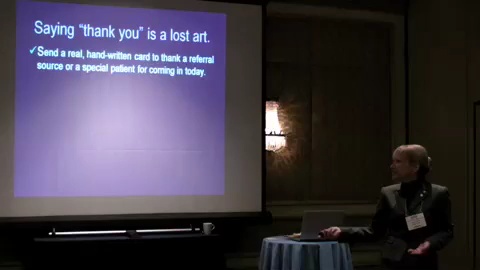 Saying “thank you” is a lost art.
✓Send a real, hand-written card to thank a referral
source or a special patient for coming in today.